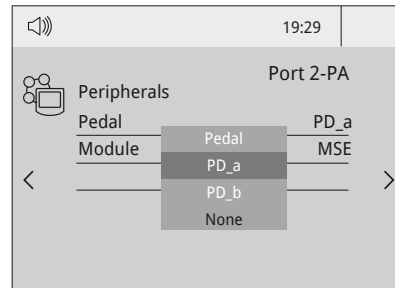 19:29
Port 2-PA
Peripherals
Pedal PD_a
Module MSE
Pedal
PD_a
PD_b
None